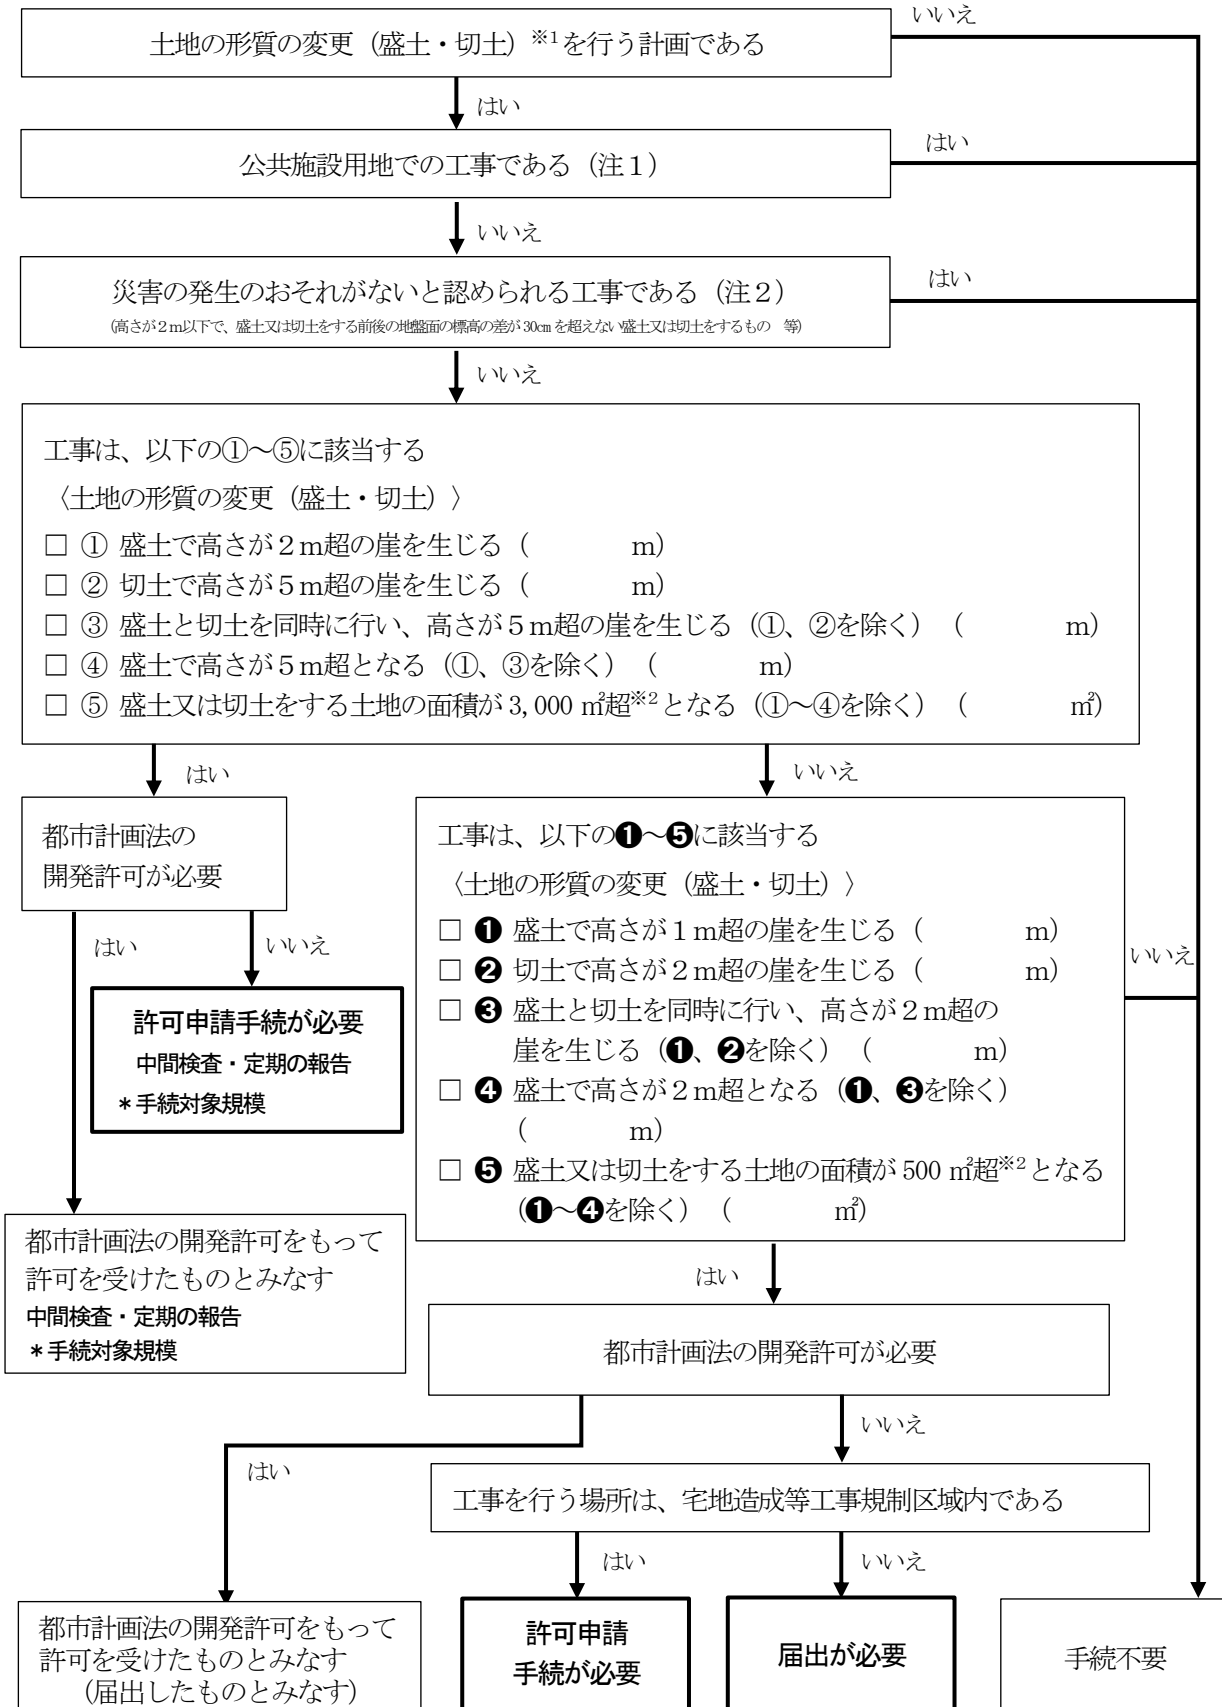 いいえ
土地の形質の変更（盛土・切土）※1を行う計画である
はい
はい
公共施設用地での工事である（注１）
いいえ
はい
災害の発生のおそれがないと認められる工事である（注２）
(高さが２ｍ以下で、盛土又は切土をする前後の地盤面の標高の差が30㎝を超えない盛土又は切土をするもの　等)
いいえ
工事は、以下の①～⑤に該当する
〈土地の形質の変更（盛土・切土）〉
□ ① 盛土で高さが２ｍ超の崖を生じる（　　　　ｍ）
□ ② 切土で高さが５ｍ超の崖を生じる（　　　　ｍ）
□ ③ 盛土と切土を同時に行い、高さが５ｍ超の崖を生じる（①、②を除く）（　　　　ｍ）
□ ④ 盛土で高さが５ｍ超となる（①、③を除く）（　　　　ｍ）
□ ⑤ 盛土又は切土をする土地の面積が3,000 ㎡超※2となる（①～④を除く）（　　　　㎡）
はい
いいえ
都市計画法の
開発許可が必要
はい
いいえ
許可申請手続が必要
中間検査・定期の報告
＊手続対象規模
都市計画法の開発許可をもって
許可を受けたものとみなす
中間検査・定期の報告
＊手続対象規模
工事は、以下の❶～❺に該当する
〈土地の形質の変更（盛土・切土）〉
□ ❶ 盛土で高さが１ｍ超の崖を生じる（　　　　ｍ）
□ ❷ 切土で高さが２ｍ超の崖を生じる（　　　　ｍ）
□ ❸ 盛土と切土を同時に行い、高さが２ｍ超の
崖を生じる（❶、❷を除く）（　　　　ｍ）
□ ❹ 盛土で高さが２ｍ超となる（❶、❸を除く）
（　　　　ｍ）
□ ❺ 盛土又は切土をする土地の面積が 500 ㎡超※2となる
（❶～❹を除く）（　　　　㎡）
いいえ
はい
都市計画法の開発許可が必要
はい
いいえ
工事を行う場所は、宅地造成等工事規制区域内である
はい
いいえ
都市計画法の開発許可をもって
許可を受けたものとみなす
（届出したものとみなす）
許可申請
手続が必要
届出が必要
手続不要